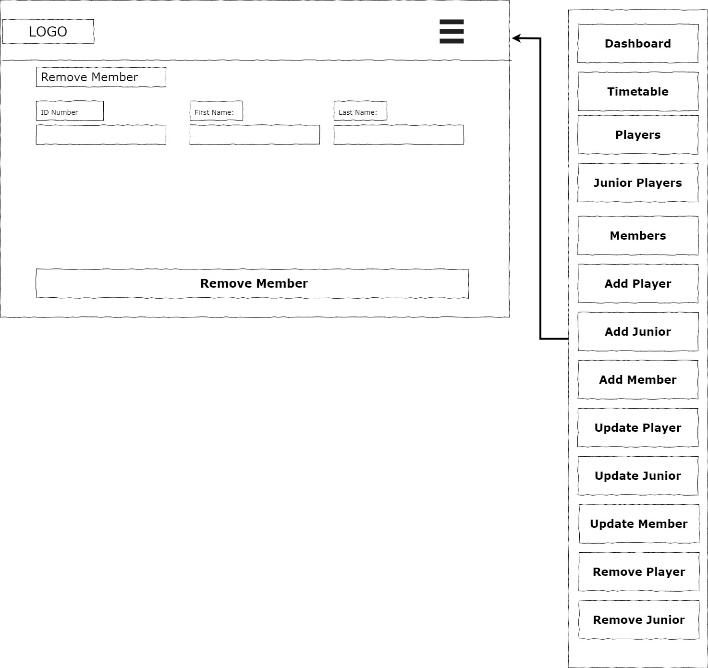 LOGO
Remove Member
ID Number
First Name:
Last Name:
Remove Member
Dashboard
Timetable
Players
Junior Players
Members
Add Player
Add Junior
Add Member
Update Player
Update Junior
Update Member
Remove Player
Remove Junior